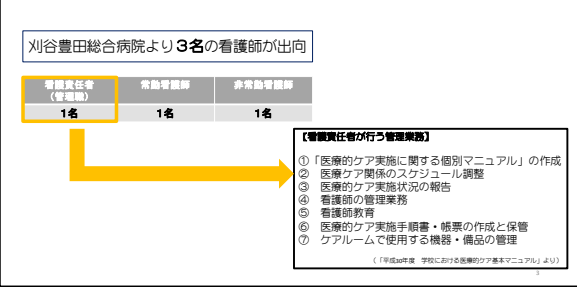 刈谷豊田総合病院より3名の看護師が出向
看護責任者
(管理職)
常勤看護師
非常勤看護師
1名
1名
1名
【看護責任者が行う管理業務】
①「医療的ケア実施に関する個別マニュアル」の作成
② 医療ケア関係のスケジュール調整
③ 医療的ケア実施状況の報告
④ 看護師の管理業務
⑤ 看護師教育
⑥ 医療的ケア実施手順書・帳票の作成と保管
⑦ ケアルームで使用する機器・備品の管理
(「平成30年度 学校における医療的ケア基本マニュアル」より)
3